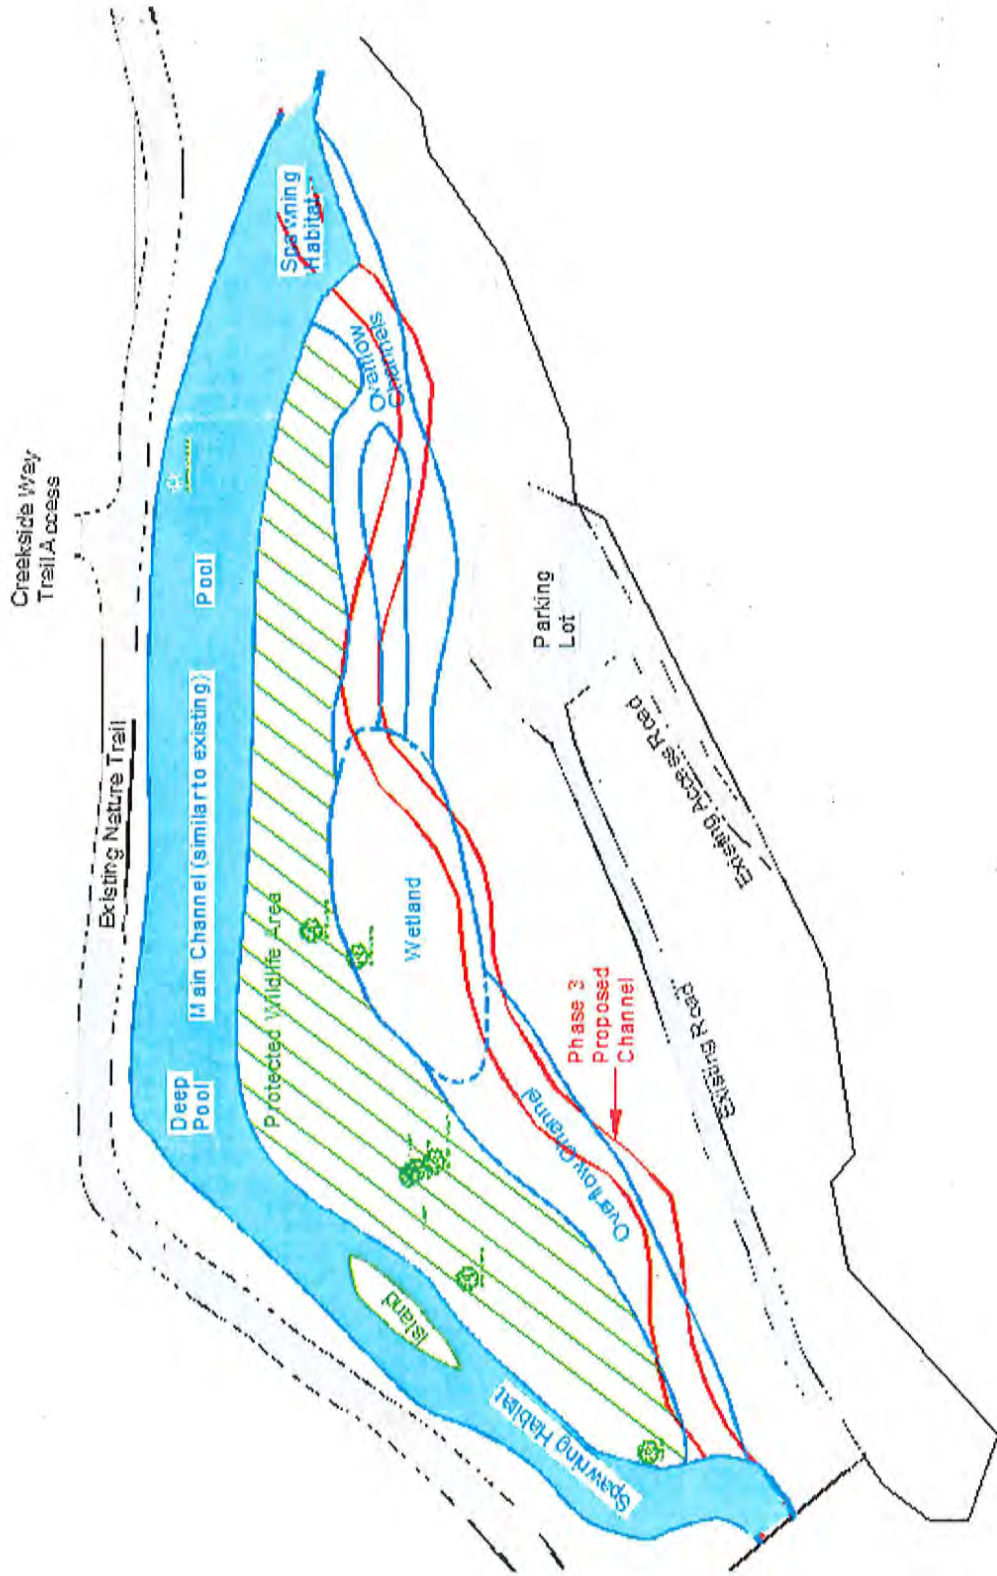 Creekside Way
Trail Access
Existing Nature Trail
Spawning
Habitat
Pool
Main Channel (similar to existing)
Deep
Pool
Overflow
Channels
Protected Wildlife Area
Wetland
Island
Spawning Habitat
Overflow Channel
Phase 3
Proposed
Channel
Parking
Lot
Existing Access Road
Existing Road